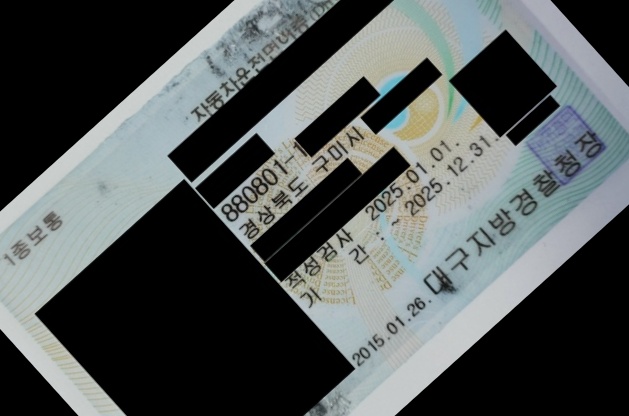 자동차운전면허증
1종보통
880801-1
경상북도 구미시
적성검사 2025.01.01.
기 간 : ~ 2025.12.31.
2015.01.26. 대구지방경찰청장